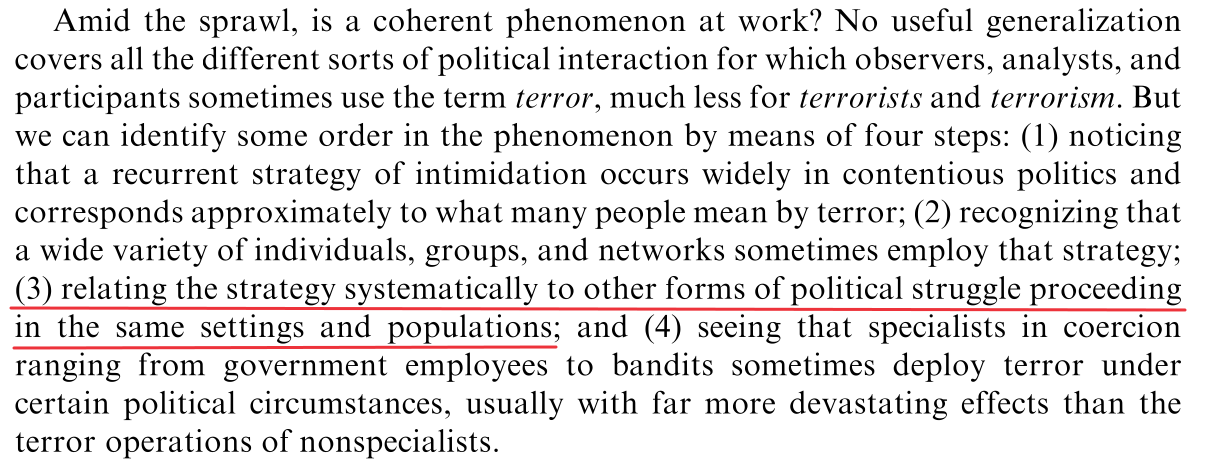 Amid the sprawl, is a coherent phenomenon at work? No useful generalization
covers all the different sorts of political interaction for which observers, analysts, and
participants sometimes use the term terror, much less for terrorists and terrorism. But
we can identify some order in the phenomenon by means of four steps: (1) noticing
that a recurrent strategy of intimidation occurs widely in contentious politics and
corresponds approximately to what many people mean by terror; (2) recognizing that
a wide variety of individuals, groups, and networks sometimes employ that strategy;
(3) relating the strategy systematically to other forms of political struggle proceeding
in the same settings and populations; and (4) seeing that specialists in coercion
ranging from government employees to bandits sometimes deploy terror under
certain political circumstances, usually with far more devastating effects than the
terror operations of nonspecialists.